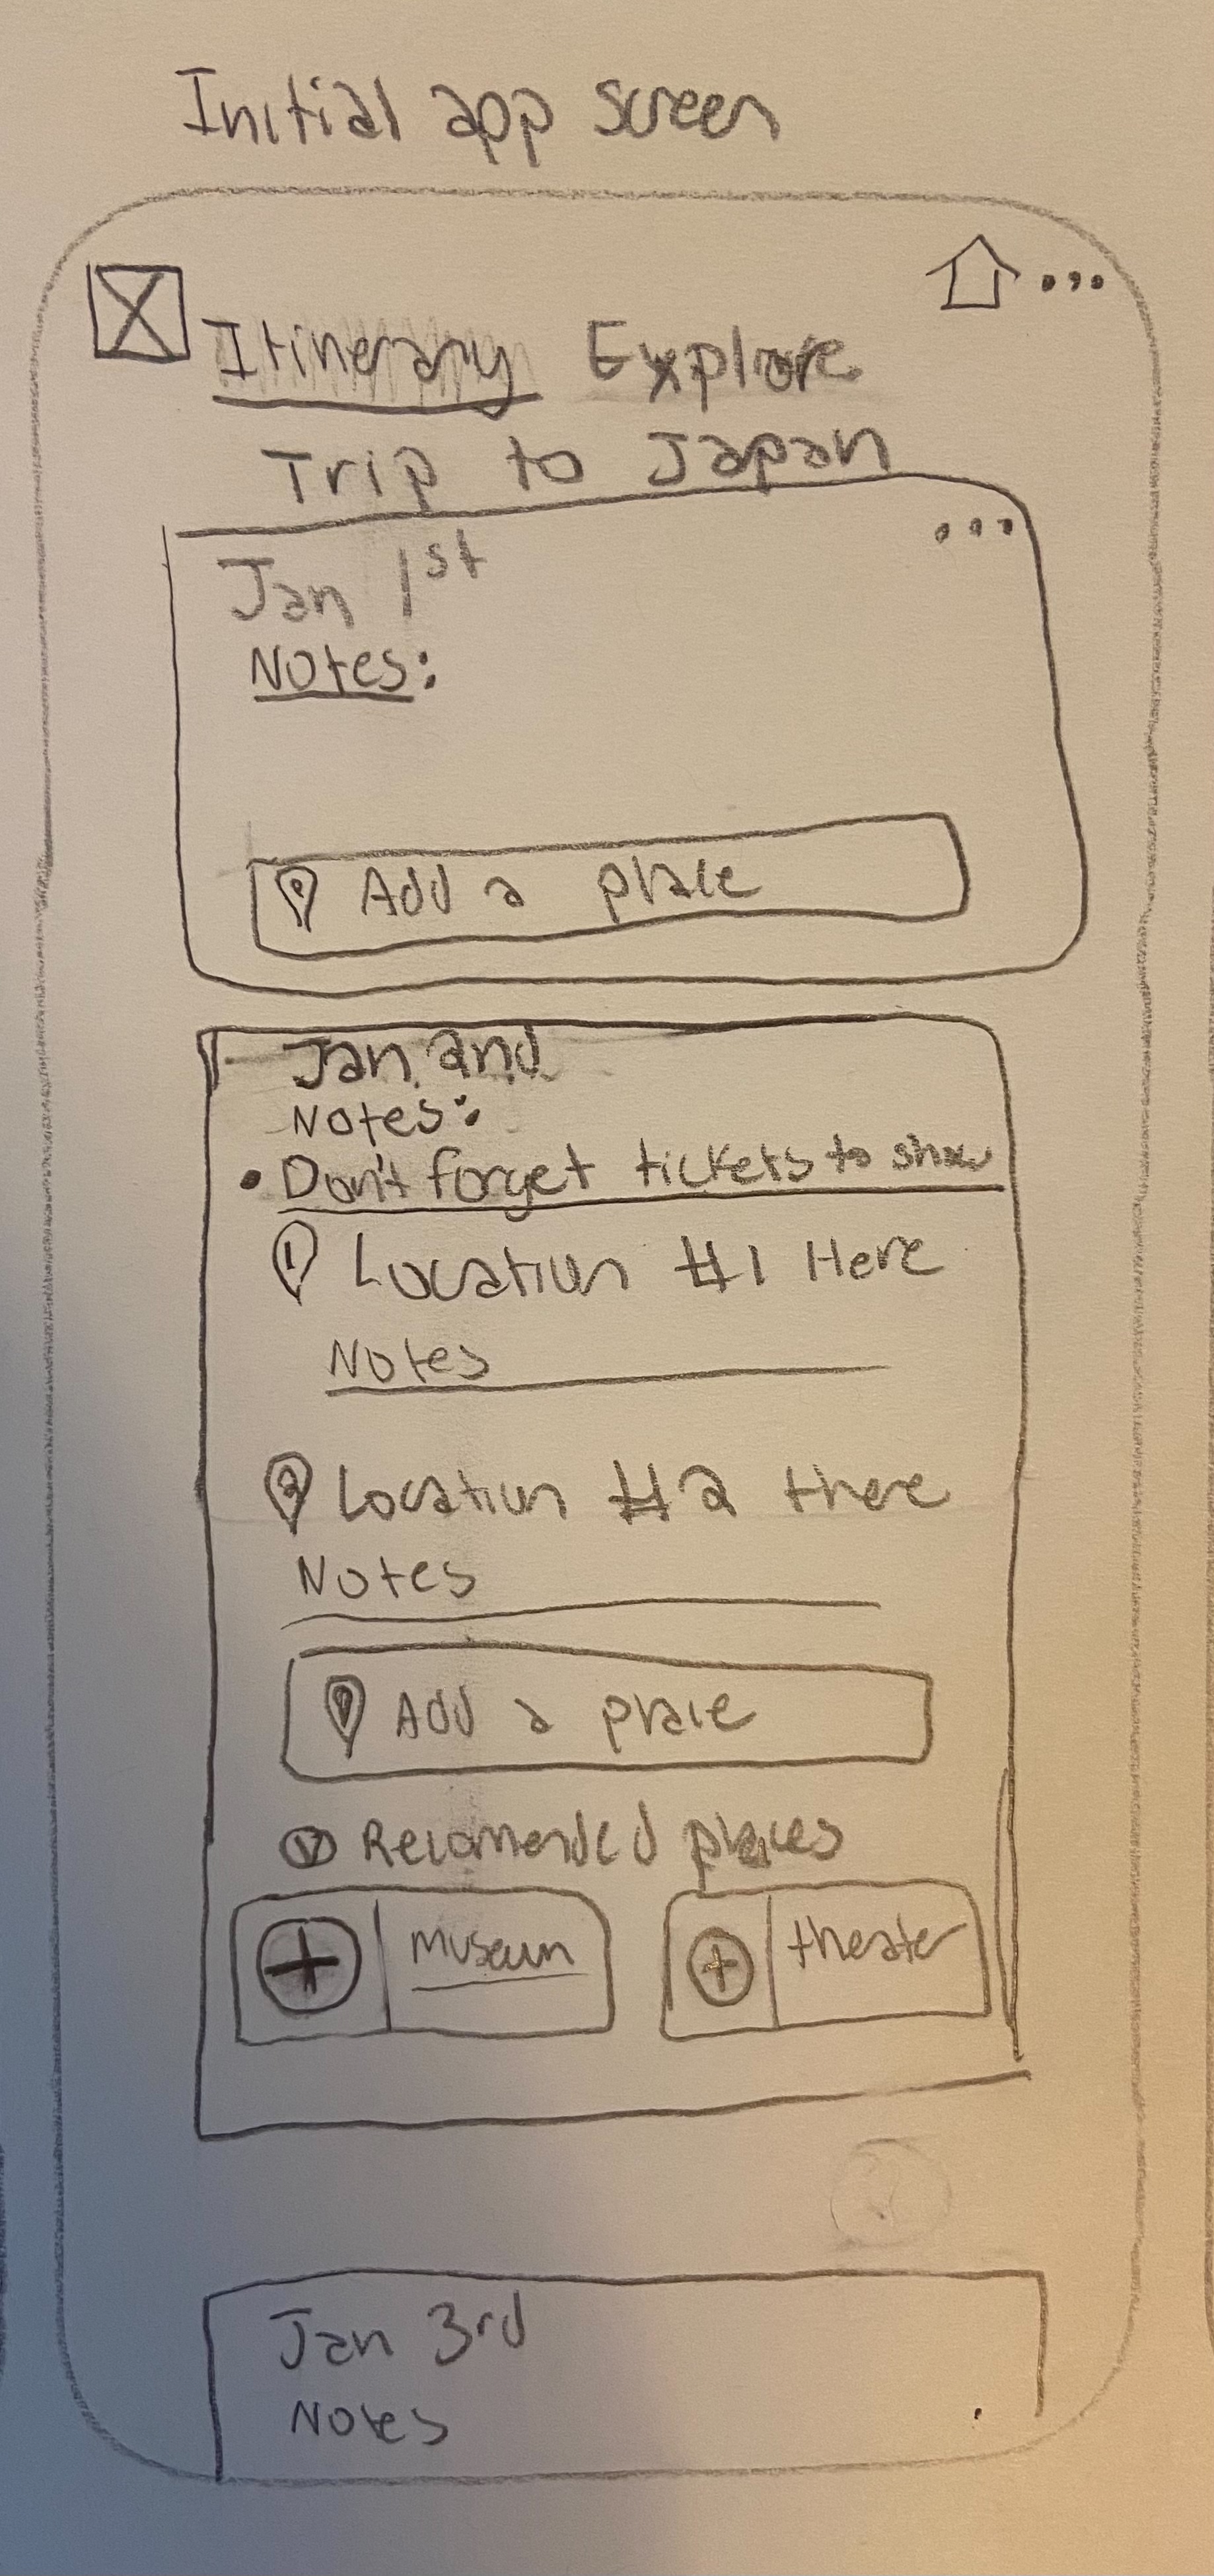 Initial app screen
Itinerary Explore
Trip to Japan
Jan 1st
Notes:
Add a place
Jan 2nd
Notes:
• Don't forget tickets to show
1 Location #1 Here
Notes
2 Location #2 there
Notes
Add a place
Recomended places
museum
theater
Jan 3rd
Notes